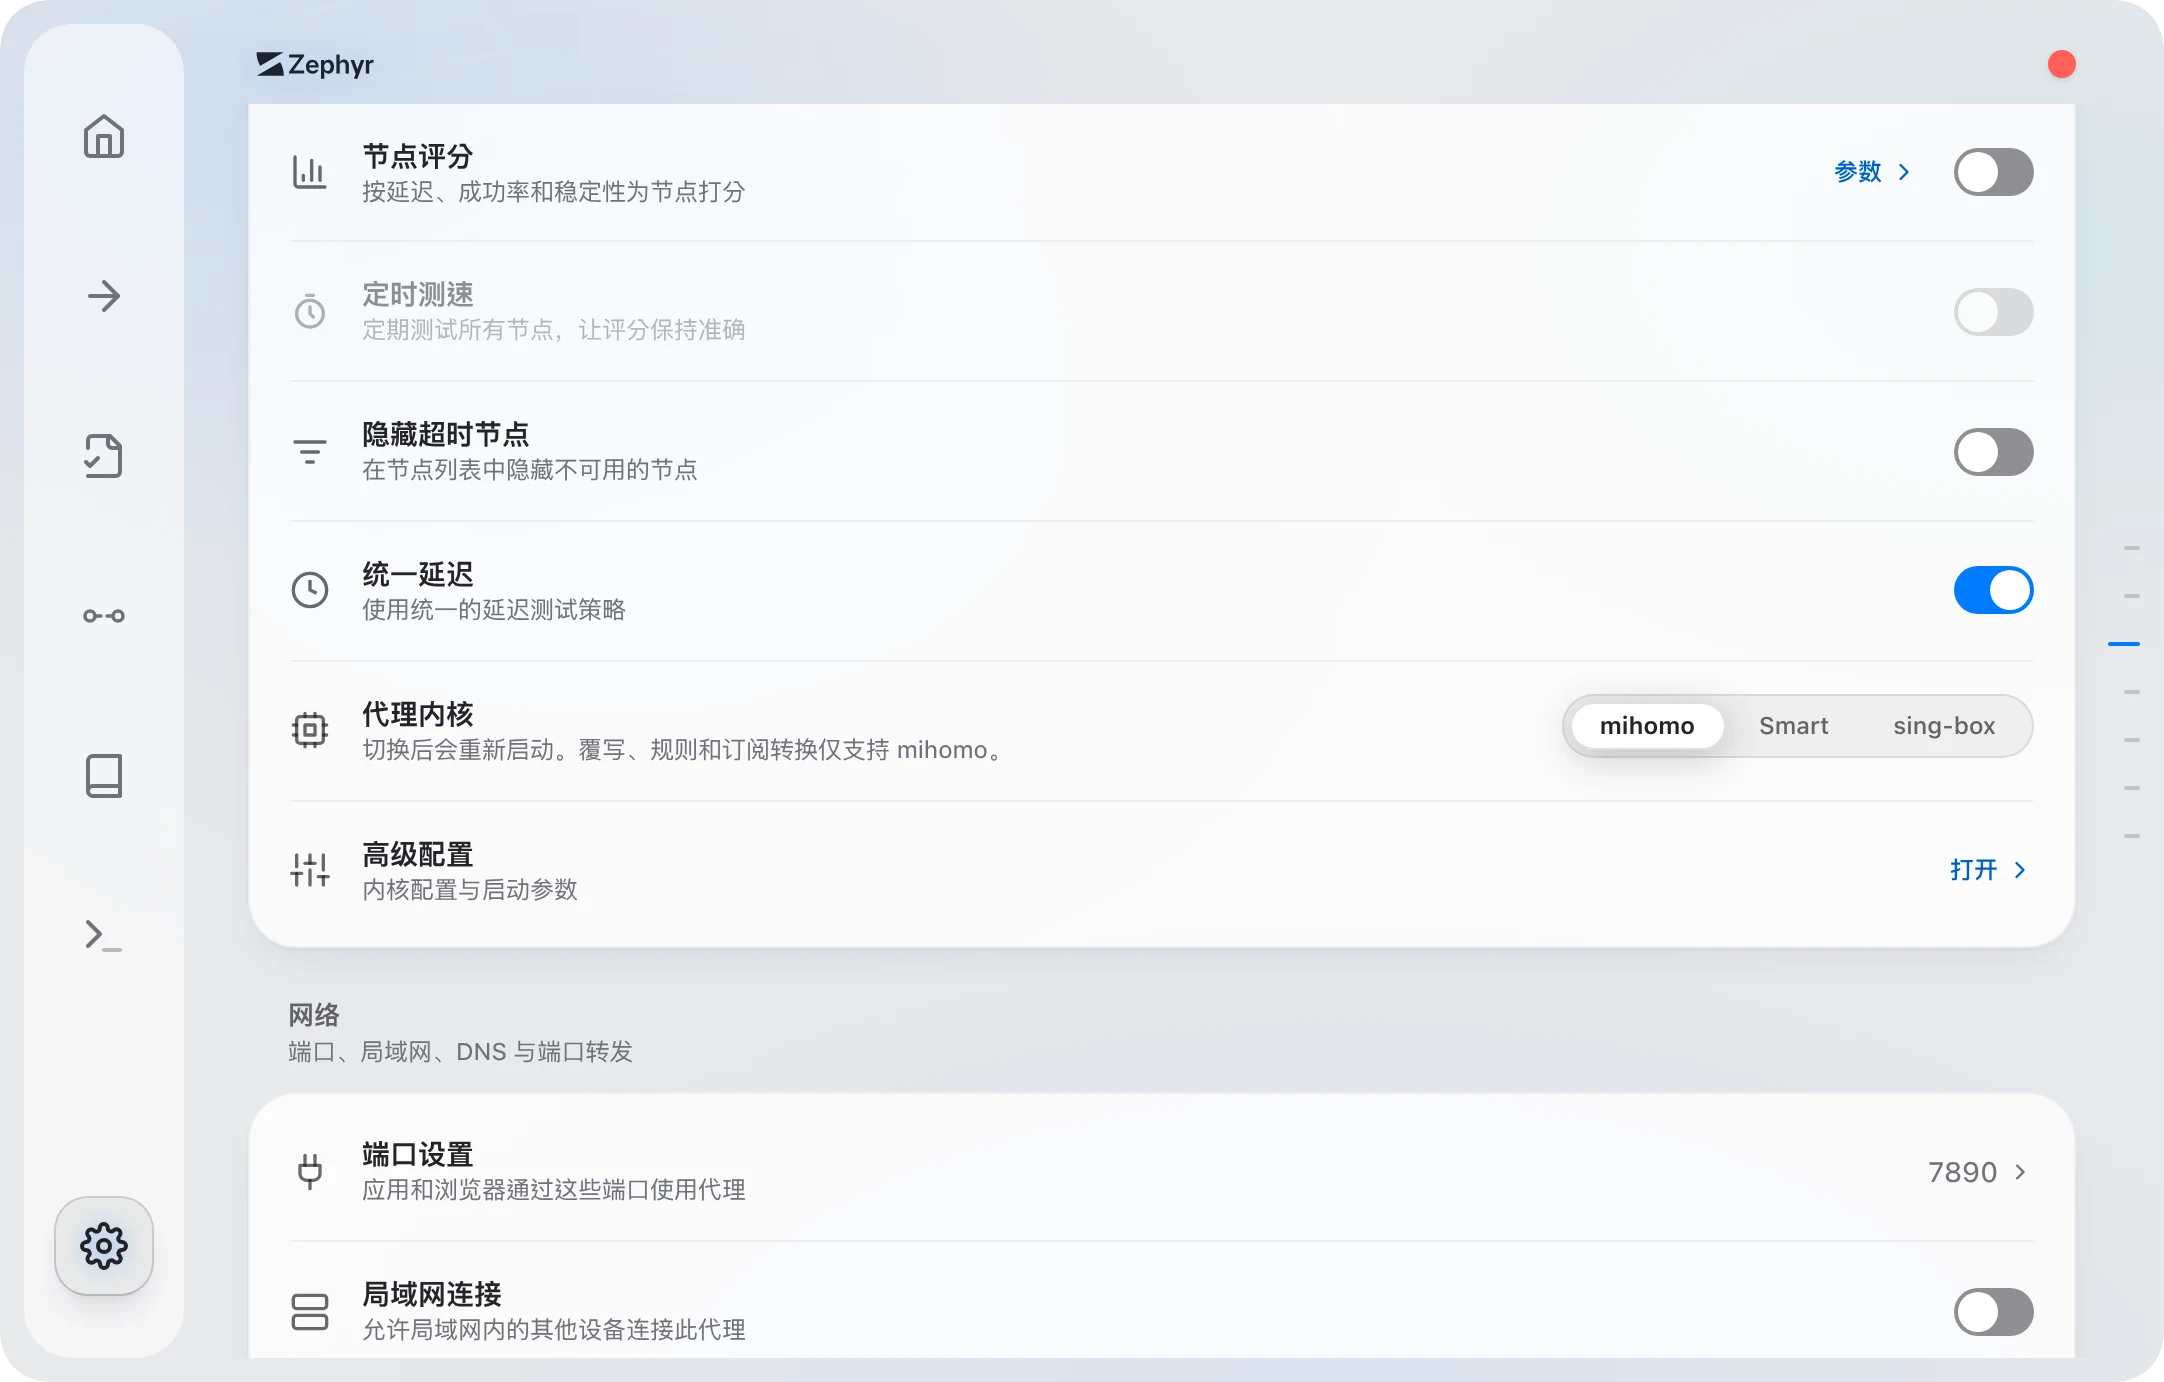 Zephyr
节点评分
按延迟、成功率和稳定性为节点打分
参数
定时测速
定期测试所有节点，让评分保持准确
隐藏超时节点
在节点列表中隐藏不可用的节点
统一延迟
使用统一的延迟测试策略
代理内核
切换后会重新启动。覆写、规则和订阅转换仅支持 mihomo。
mihomo Smart sing-box
高级配置
内核配置与启动参数
打开
网络
端口、局域网、DNS 与端口转发
端口设置
应用和浏览器通过这些端口使用代理
7890
局域网连接
允许局域网内的其他设备连接此代理